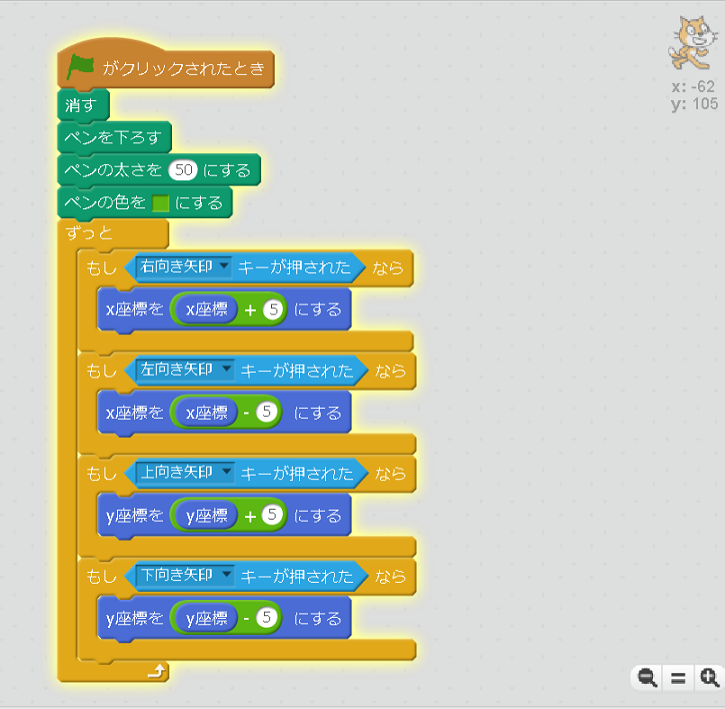 がクリックされたとき
x: -62
y: 105
消す
ペンを下ろす
ペンの太さを 50 にする
ペンの色を にする
ずっと
もし 右向き矢印 キーが押された なら
x座標を x座標 + 5 にする
もし 左向き矢印 キーが押された なら
x座標を x座標 - 5 にする
もし 上向き矢印 キーが押された なら
y座標を y座標 + 5 にする
もし 下向き矢印 キーが押された なら
y座標を y座標 - 5 にする